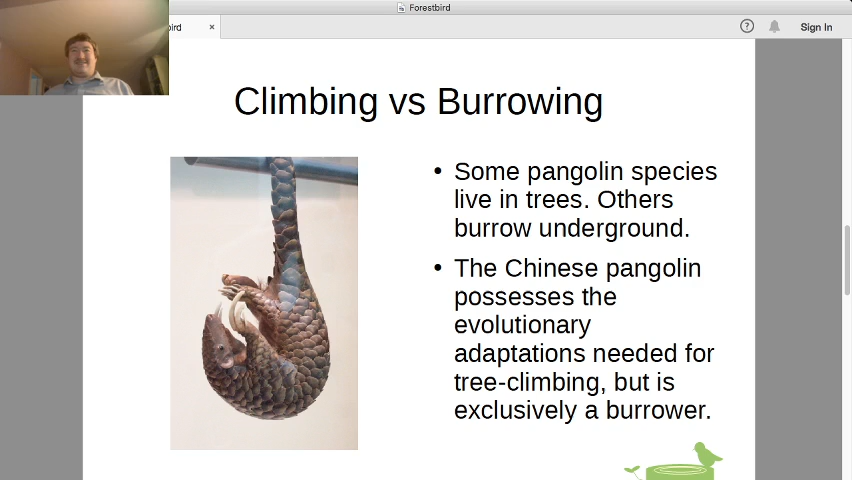 Forestbird
bird
Sign In
Climbing vs Burrowing
• Some pangolin species
live in trees. Others
burrow underground.
• The Chinese pangolin
possesses the
evolutionary
adaptations needed for
tree-climbing, but is
exclusively a burrower.